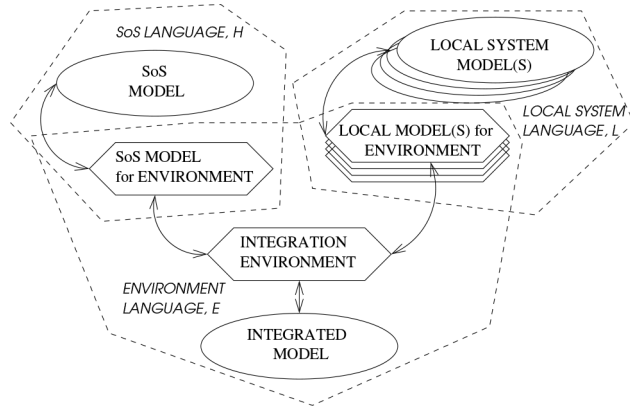 SoS LANGUAGE, H
SoS
MODEL
LOCAL SYSTEM
MODEL(S)
LOCAL SYSTEM
LANGUAGE, L
LOCAL MODEL(S) for
ENVIRONMENT
SoS MODEL
for ENVIRONMENT
INTEGRATION
ENVIRONMENT
ENVIRONMENT
LANGUAGE, E
INTEGRATED
MODEL